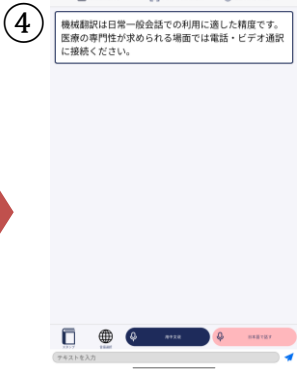 ④
機械翻訳は日常一般会話での利用に適した精度です。
医療の専門性が求められる場面では電話・ビデオ通訳
に接続ください。
テキストを入力